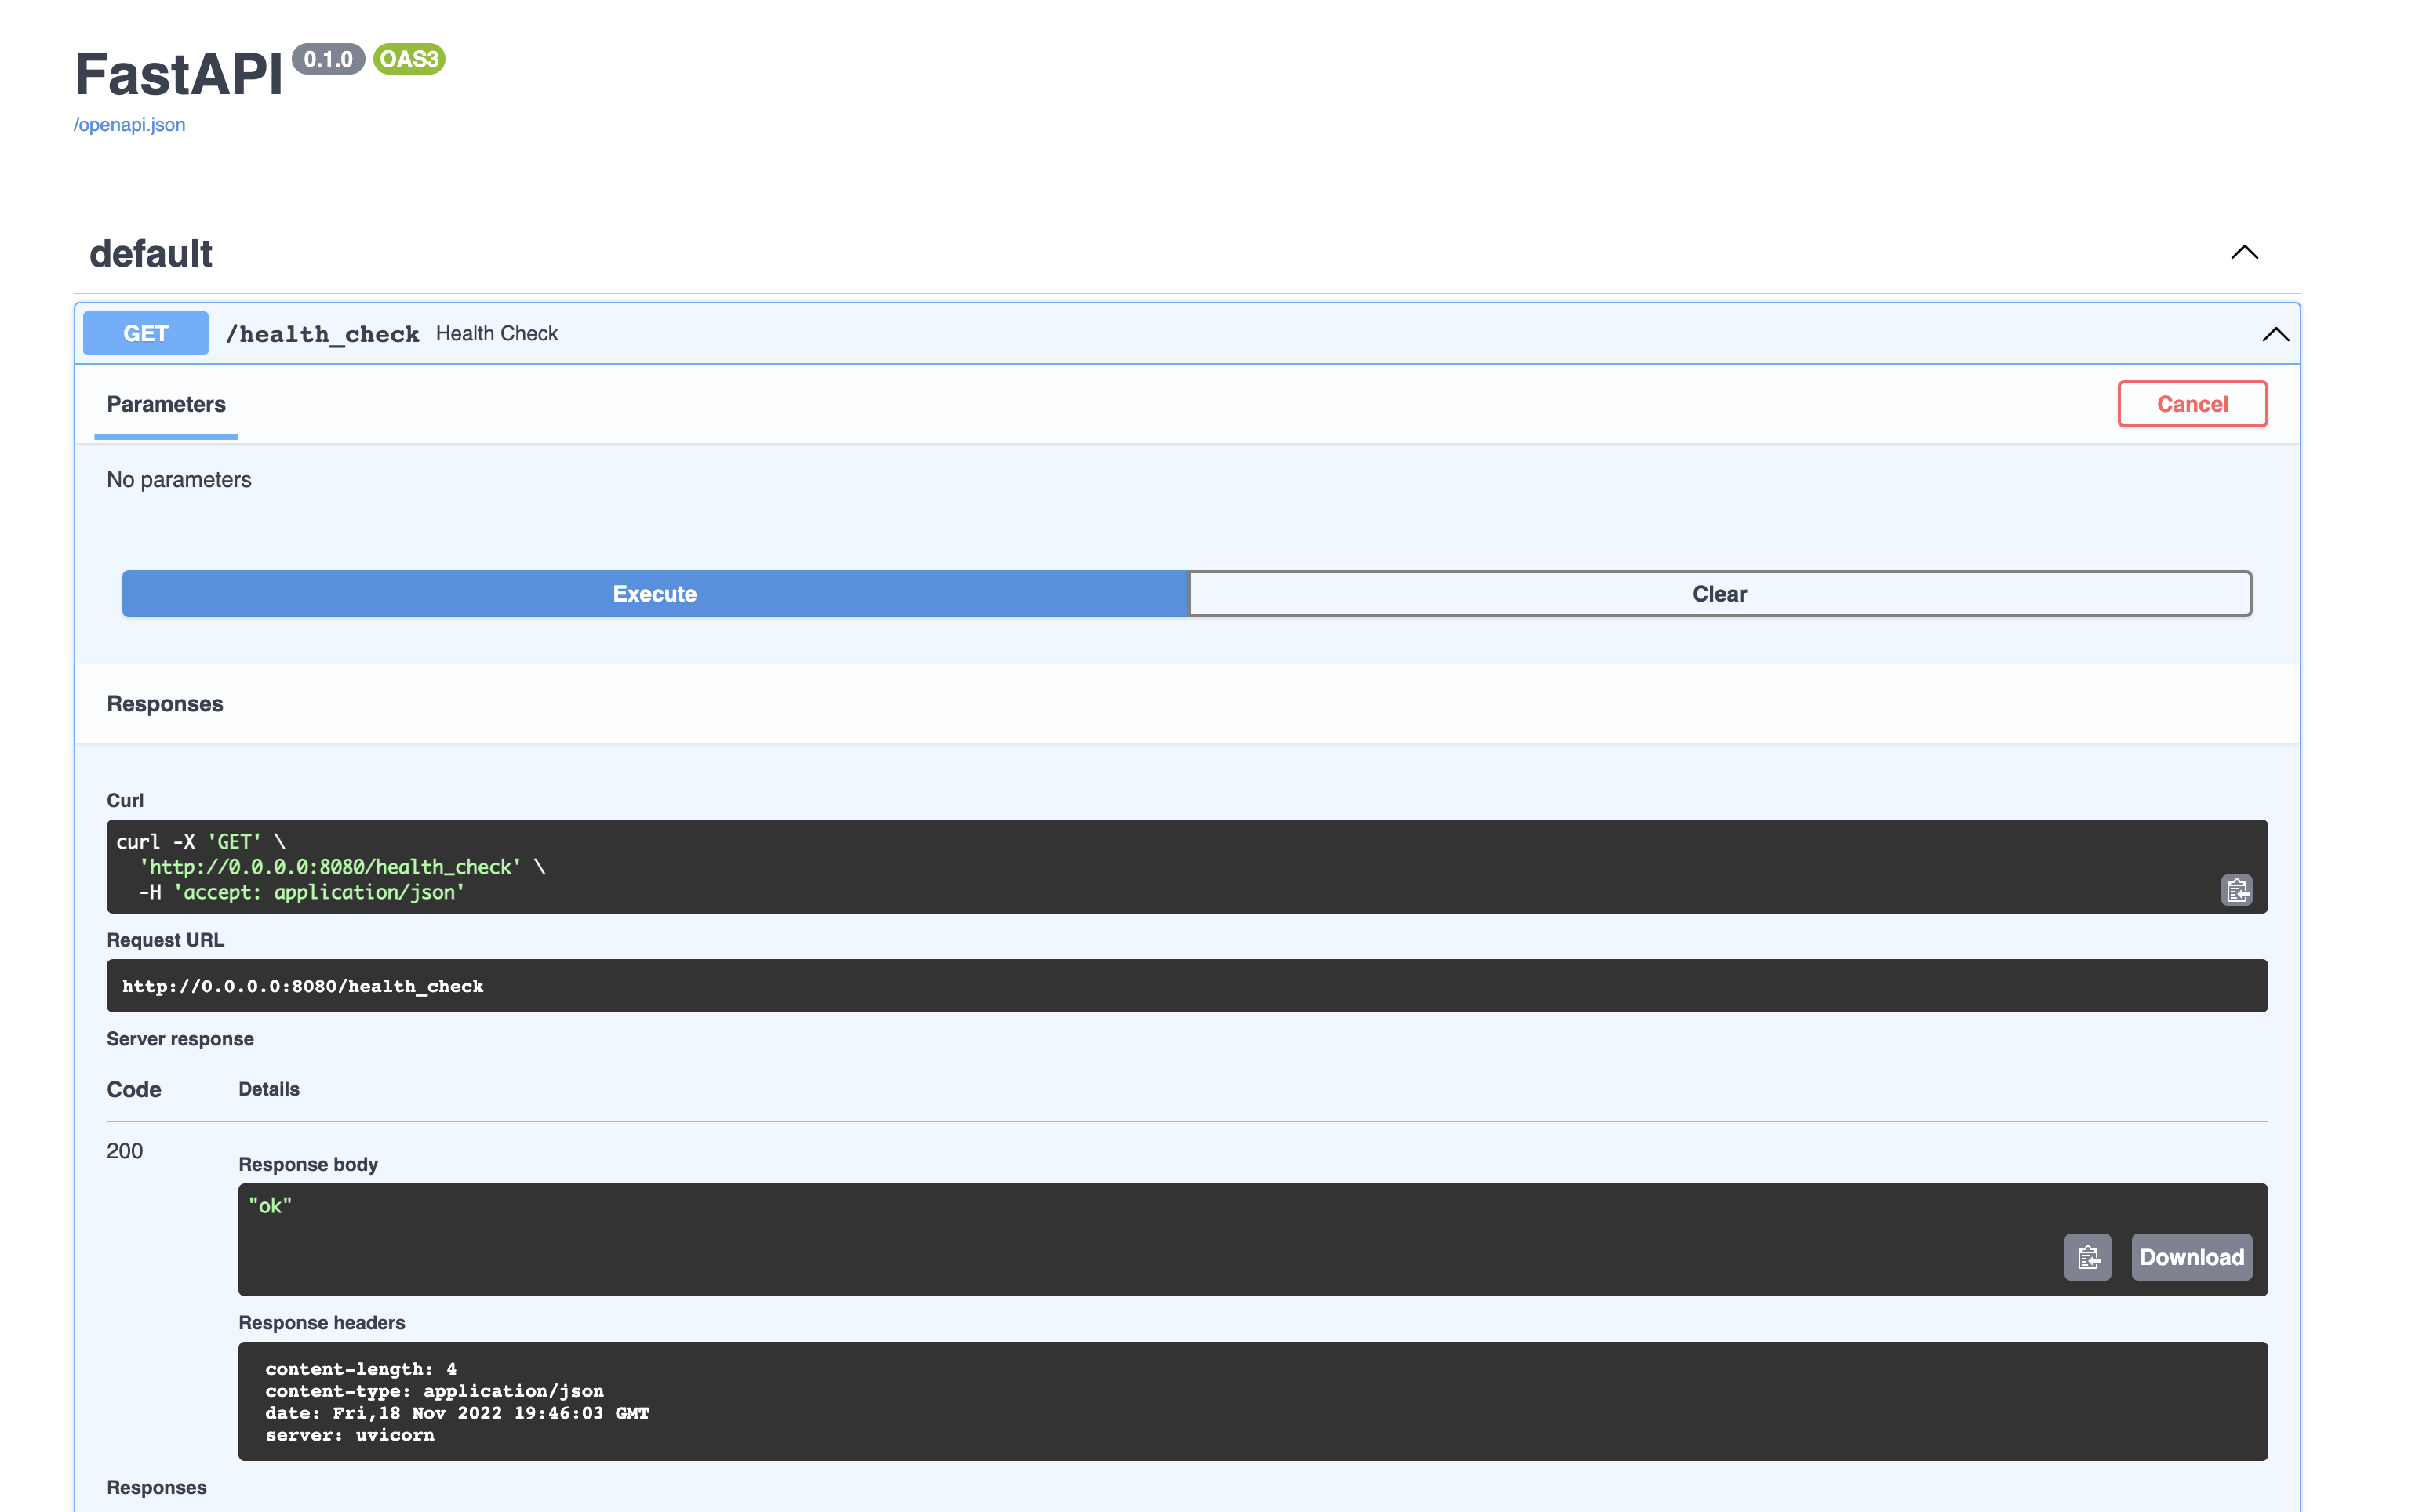 FastAPI 0.1.0 OAS3
/openapi.json
default
GET /health_check Health Check
Parameters
Cancel
No parameters
Execute
Clear
Responses
Curl
curl -X 'GET' \
  'http://0.0.0.0:8080/health_check' \
  -H 'accept: application/json'
Request URL
http://0.0.0.0:8080/health_check
Server response
Code Details
200
Response body
"ok"
Download
Response headers
content-length: 4
content-type: application/json
date: Fri,18 Nov 2022 19:46:03 GMT
server: uvicorn
Responses